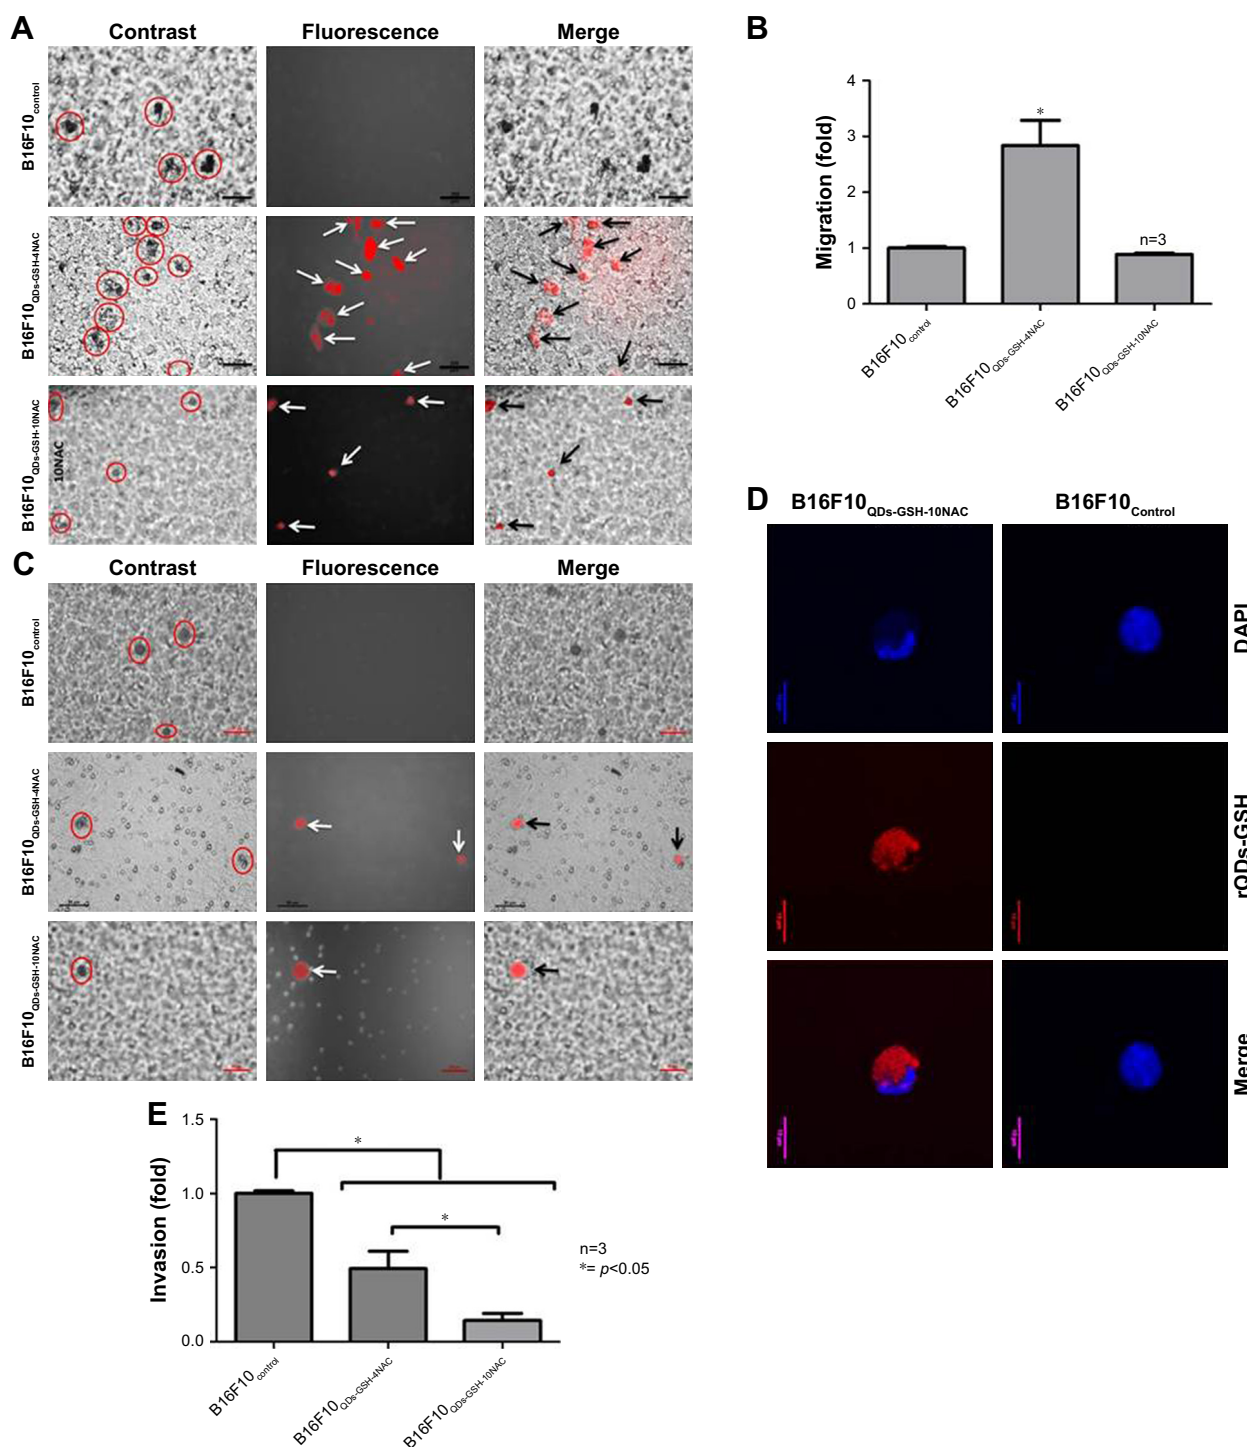 A
Contrast Fluorescence Merge
B16F10control
B16F10QDs-GSH-4NAC
B16F10QDs-GSH-10NAC
10NAC
B
Migration (fold)
4
3
2
1
0
*
n=3
B16F10control
B16F10QDs-GSH-4NAC
B16F10QDs-GSH-10NAC
C
Contrast Fluorescence Merge
B16F10control
B16F10QDs-GSH-4NAC
B16F10QDs-GSH-10NAC
D
B16F10QDs-GSH-10NAC B16F10Control
DAPI
rQDs-GSH
Merge
E
Invasion (fold)
1.5
1.0
0.5
0.0
*
*
n=3
*= p<0.05
B16F10control
B16F10QDs-GSH-4NAC
B16F10QDs-GSH-10NAC